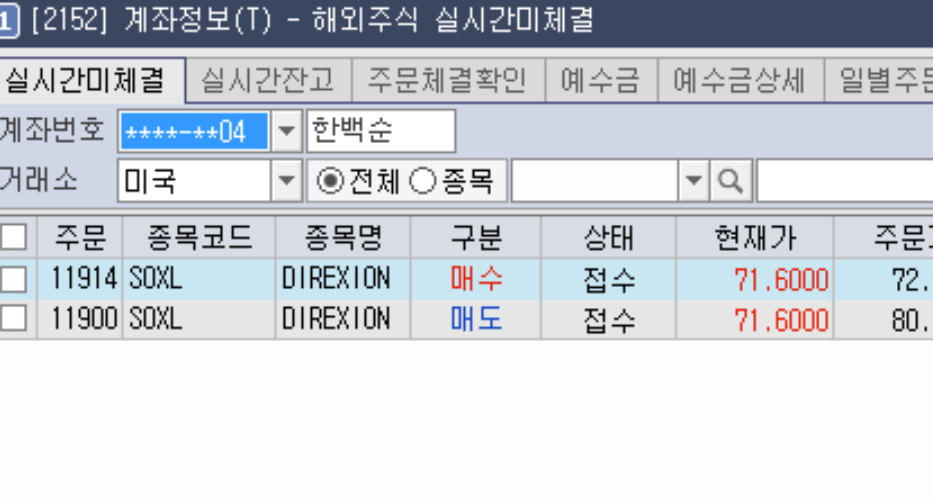 1 [2152] 계좌정보(T) - 해외주식 실시간미체결
실시간미체결 실시간잔고 주문체결확인 예수금 예수금상세 일별주문
계좌번호 ****-**04 한백순
거래소 미국 전체 종목
주문 종목코드 종목명 구분 상태 현재가 주문
11914 SOXL DIREXION 매수 접수 71.6000 72.
11900 SOXL DIREXION 매도 접수 71.6000 80.